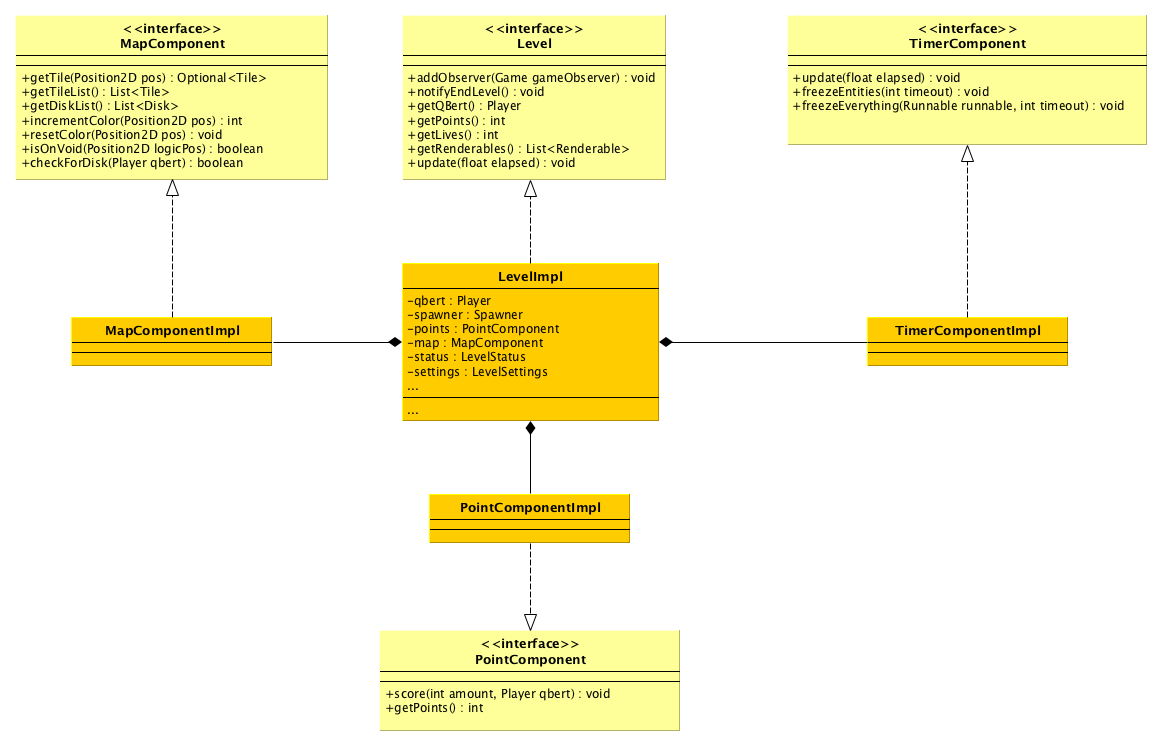 <<interface>>
MapComponent
+getTile(Position2D pos) : Optional<Tile>
+getTileList() : List<Tile>
+getDiskList() : List<Disk>
+incrementColor(Position2D pos) : int
+resetColor(Position2D pos) : void
+isOnVoid(Position2D logicPos) : boolean
+checkForDisk(Player qbert) : boolean
<<interface>>
Level
+addObserver(Game gameObserver) : void
+notifyEndLevel() : void
+getQBert() : Player
+getPoints() : int
+getLives() : int
+getRenderables() : List<Renderable>
+update(float elapsed) : void
<<interface>>
TimerComponent
+update(float elapsed) : void
+freezeEntities(int timeout) : void
+freezeEverything(Runnable runnable, int timeout) : void
MapComponentImpl
LevelImpl
-qbert : Player
-spawner : Spawner
-points : PointComponent
-map : MapComponent
-status : LevelStatus
-settings : LevelSettings
...
...
TimerComponentImpl
PointComponentImpl
<<interface>>
PointComponent
+score(int amount, Player qbert) : void
+getPoints() : int